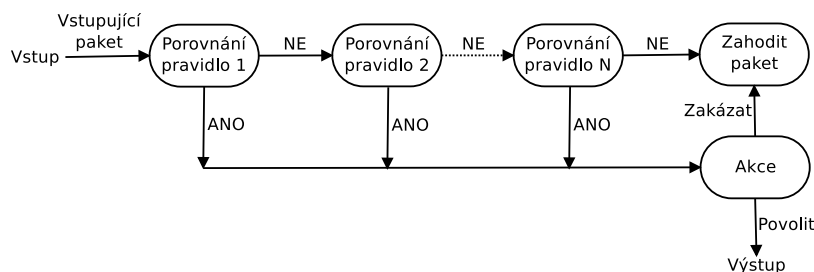 Vstup
Vstupující
paket
Porovnání
pravidlo 1
NE
Porovnání
pravidlo 2
NE
Porovnání
pravidlo N
NE
Zahodit
paket
ANO
ANO
ANO
Zakázat
Akce
Povolit
Výstup